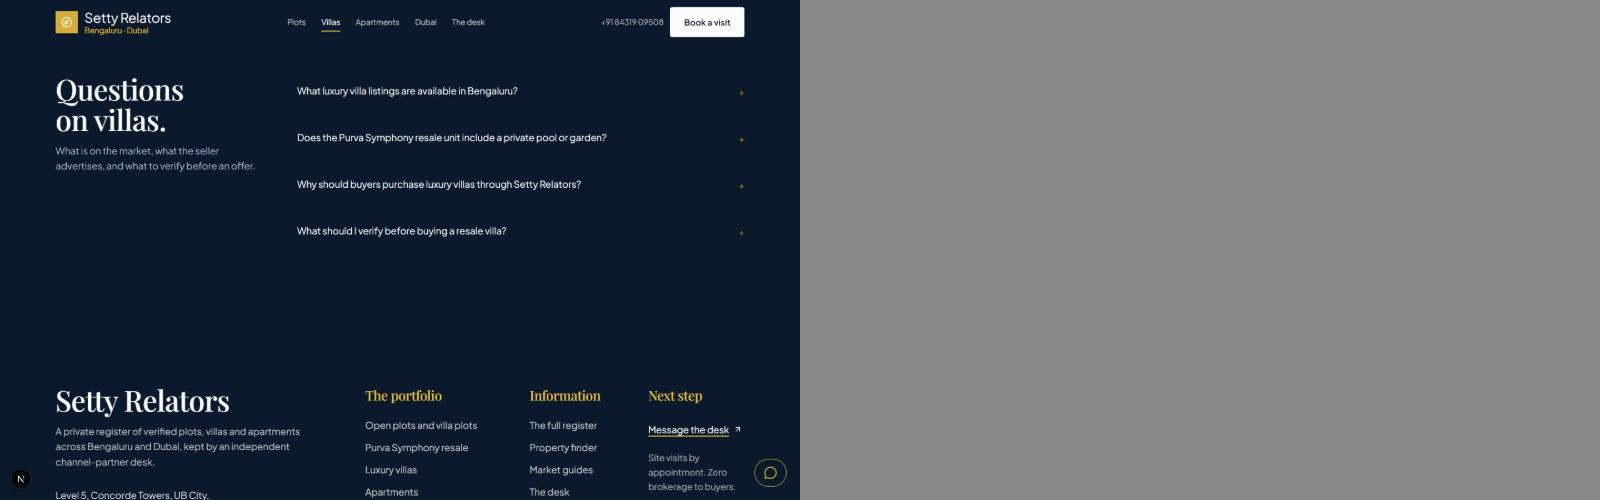 Setty Relators
Bengaluru · Dubai
Plots
Villas
Apartments
Dubai
The desk
+91 84319 09508
Book a visit
Questions
on villas.
What is on the market, what the seller
advertises, and what to verify before an offer.
What luxury villa listings are available in Bengaluru?
+
Does the Purva Symphony resale unit include a private pool or garden?
+
Why should buyers purchase luxury villas through Setty Relators?
+
What should I verify before buying a resale villa?
+
Setty Relators
A private register of verified plots, villas and apartments
across Bengaluru and Dubai, kept by an independent
channel-partner desk.
Level 5, Concorde Towers, UB City,
The portfolio
Open plots and villa plots
Purva Symphony resale
Luxury villas
Apartments
Information
The full register
Property finder
Market guides
The desk
Next step
Message the desk ↗
Site visits by
appointment. Zero
brokerage to buyers.
N